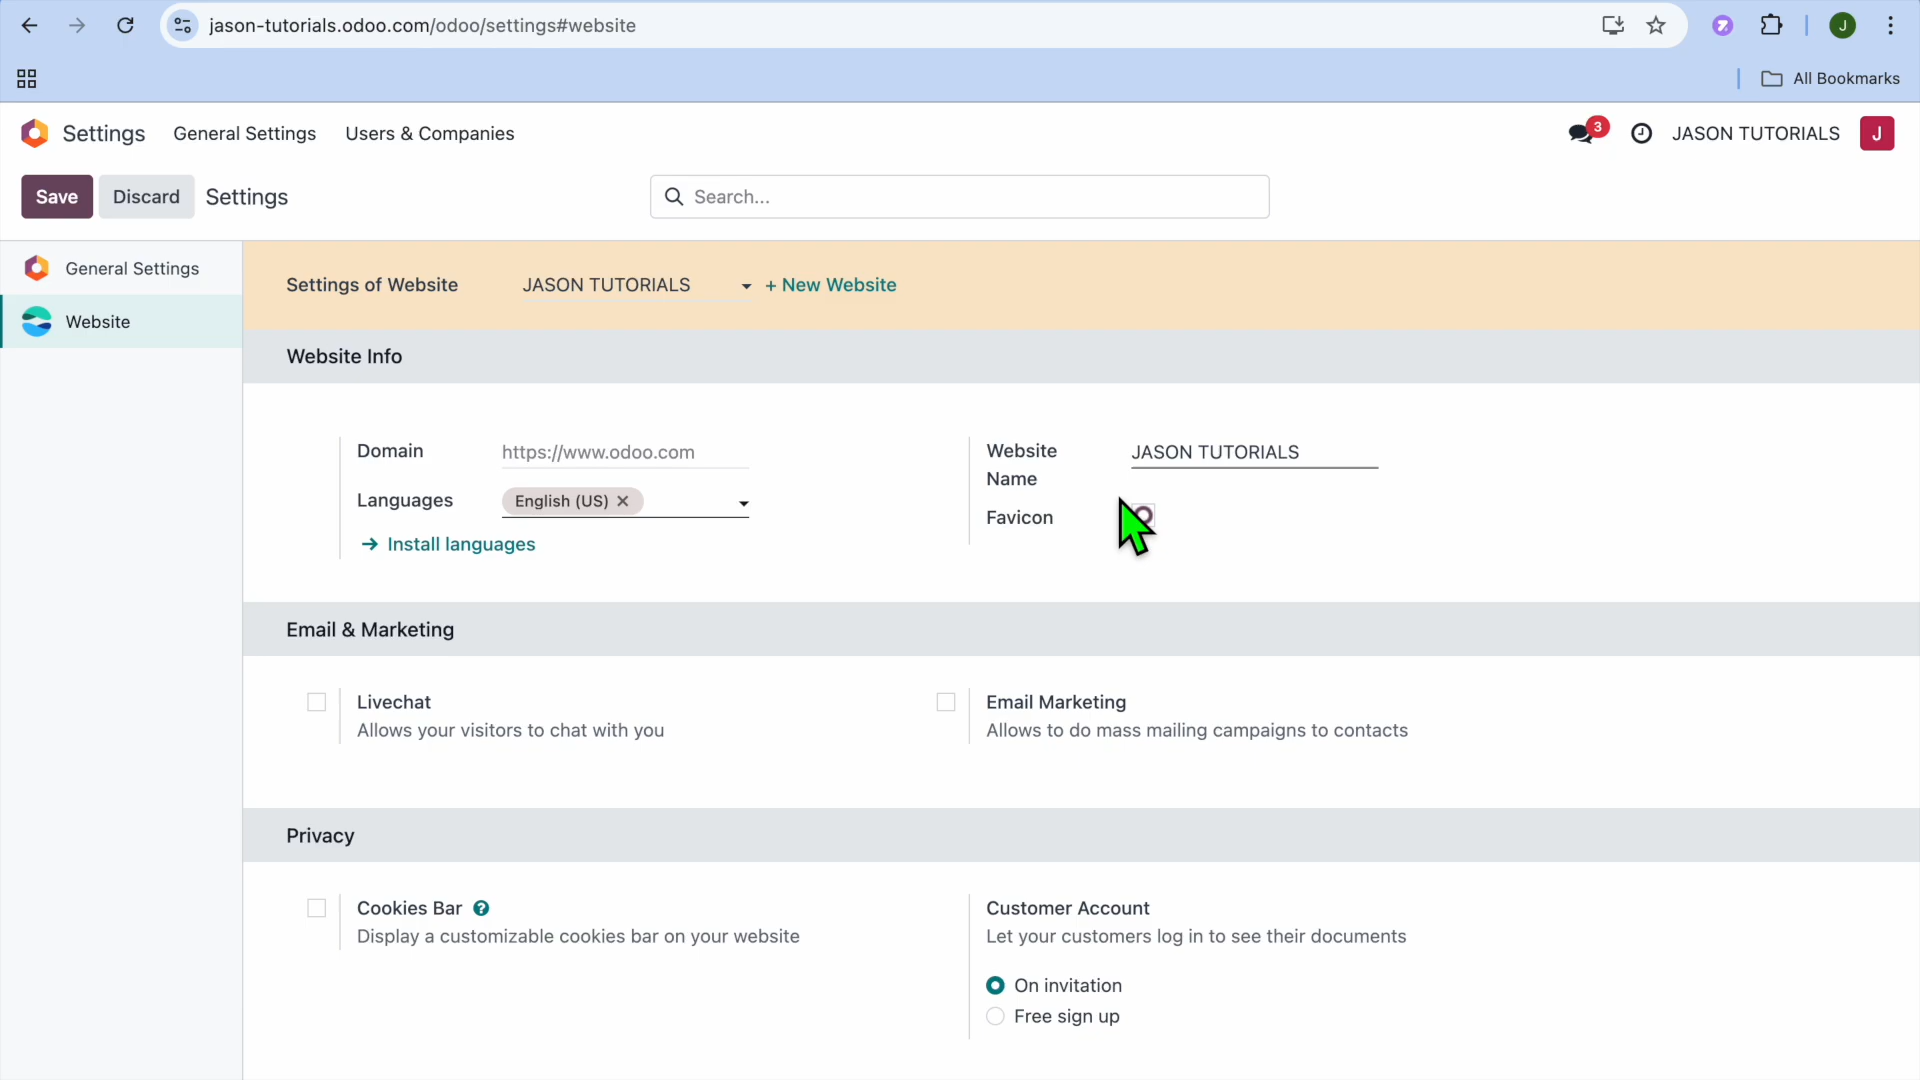 jason-tutorials.odoo.com/odoo/settings#website
J
All Bookmarks
Settings
General Settings
Users & Companies
3
JASON TUTORIALS
J
Save
Discard
Settings
Search...
General Settings
Website
Settings of Website
JASON TUTORIALS
+ New Website
Website Info
Domain
https://www.odoo.com
Languages
English (US)
Install languages
Website
Name
JASON TUTORIALS
Favicon
Email & Marketing
Livechat
Allows your visitors to chat with you
Email Marketing
Allows to do mass mailing campaigns to contacts
Privacy
Cookies Bar ?
Display a customizable cookies bar on your website
Customer Account
Let your customers log in to see their documents
On invitation
Free sign up